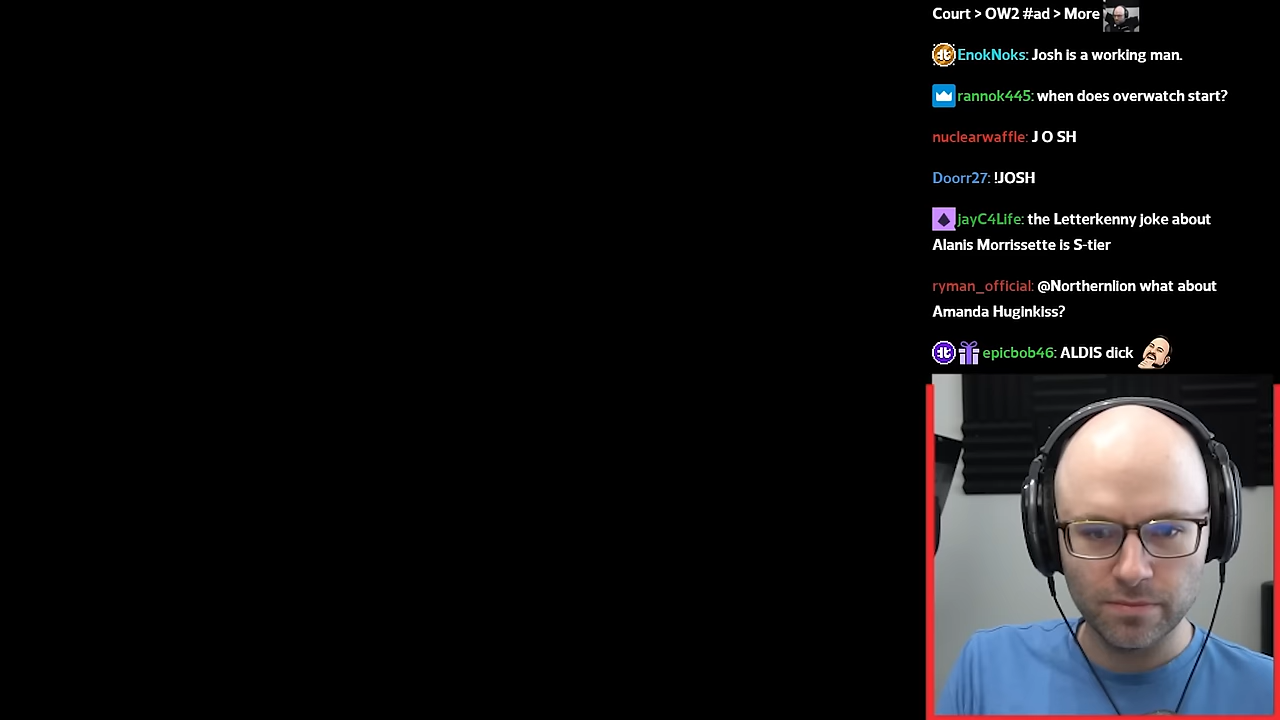 Court > OW2 #ad > More
EnokNoks: Josh is a working man.
rannok445: when does overwatch start?
nuclearwaffle: J O SH
Doorr27: !JOSH
jayC4Life: the Letterkenny joke about
Alanis Morrissette is S-tier
ryman_official: @Northernlion what about
Amanda Huginkiss?
epicbob46: ALDIS dick